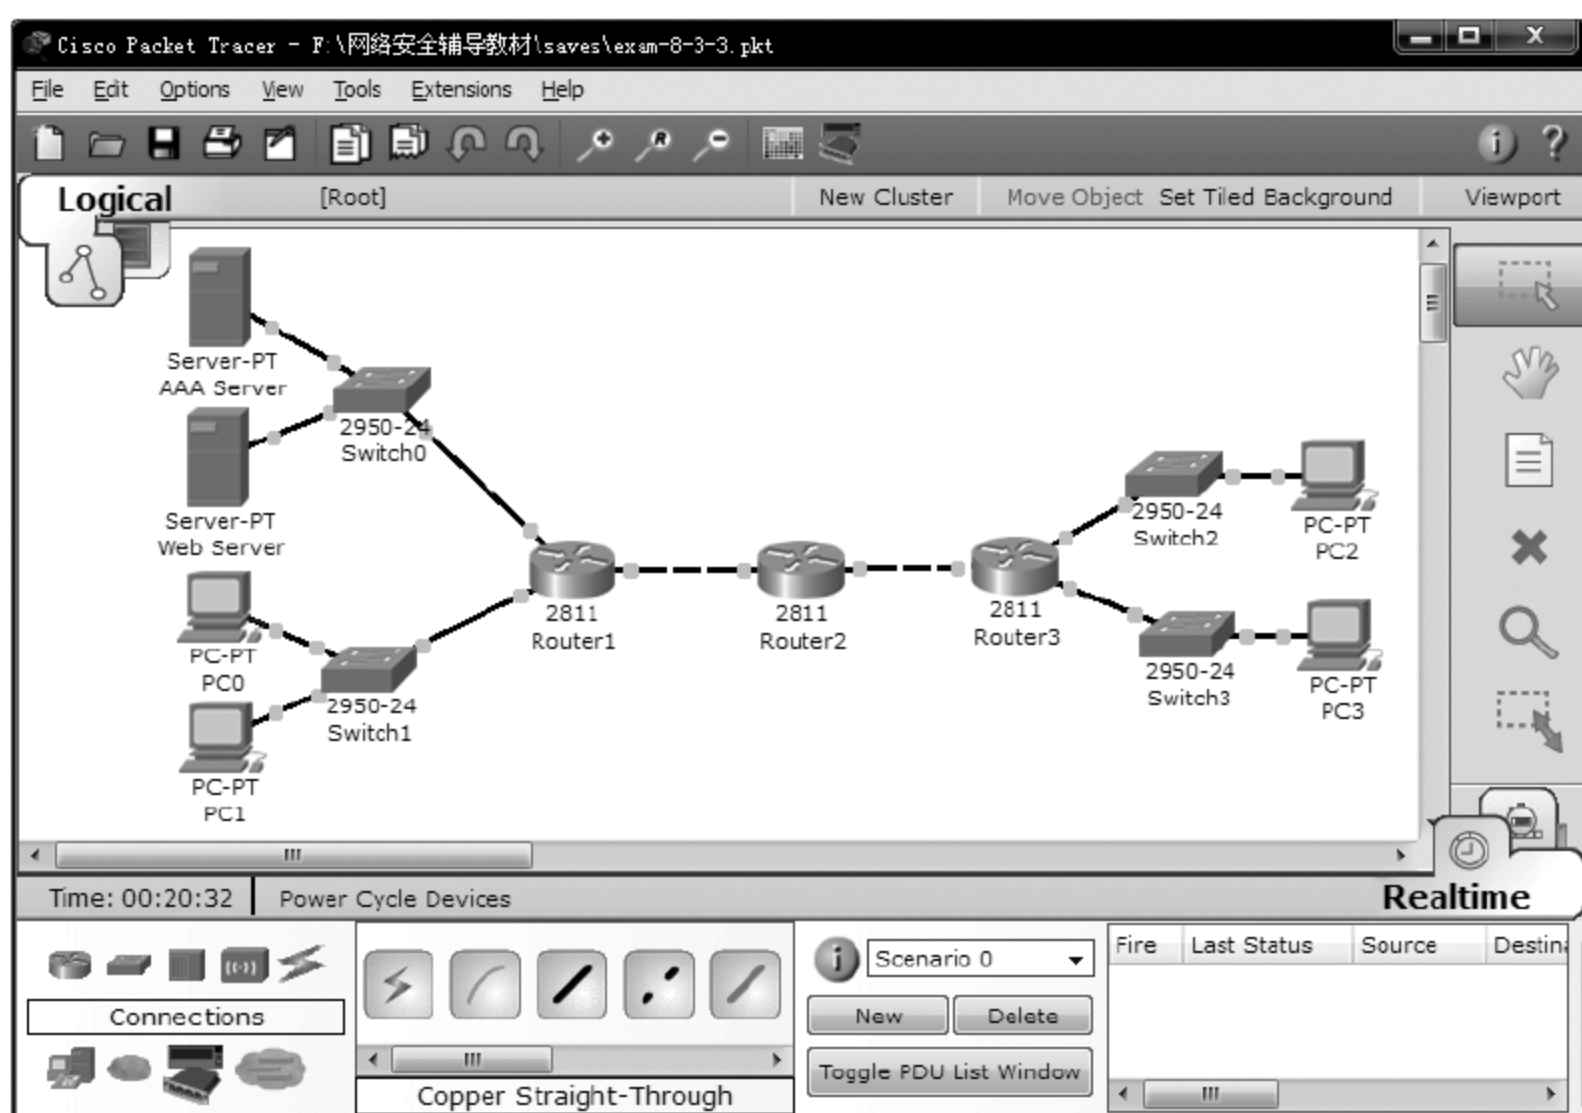 Cisco Packet Tracer - F:\网络安全辅导教材\saves\exam-8-3-3.pkt
File Edit Options View Tools Extensions Help
Logical [Root] New Cluster Move Object Set Tiled Background Viewport
Server-PT
AAA Server
2950-24
Switch0
Server-PT
Web Server
PC-PT
PC0
2950-24
Switch1
PC-PT
PC1
2811
Router1
2811
Router2
2811
Router3
2950-24
Switch2
PC-PT
PC2
2950-24
Switch3
PC-PT
PC3
Time: 00:20:32 Power Cycle Devices Realtime
Connections
Copper Straight-Through
Scenario 0
New Delete
Toggle PDU List Window
Fire Last Status Source Destina